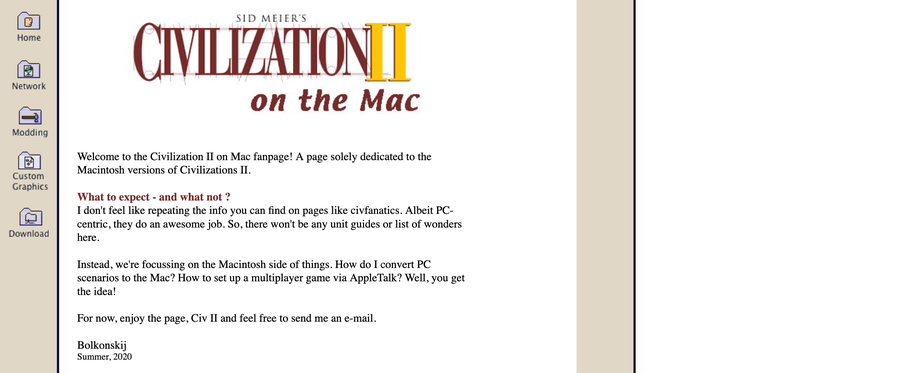 Home
Network
Modding
Custom
Graphics
Download
SID MEIER'S
CIVILIZATION II
on the Mac
Welcome to the Civilization II on Mac fanpage! A page solely dedicated to the
Macintosh versions of Civilizations II.
What to expect - and what not ?
I don't feel like repeating the info you can find on pages like civfanatics. Albeit PC-
centric, they do an awesome job. So, there won't be any unit guides or list of wonders
here.
Instead, we're focussing on the Macintosh side of things. How do I convert PC
scenarios to the Mac? How to set up a multiplayer game via AppleTalk? Well, you get
the idea!
For now, enjoy the page, Civ II and feel free to send me an e-mail.
Bolkonskij
Summer, 2020